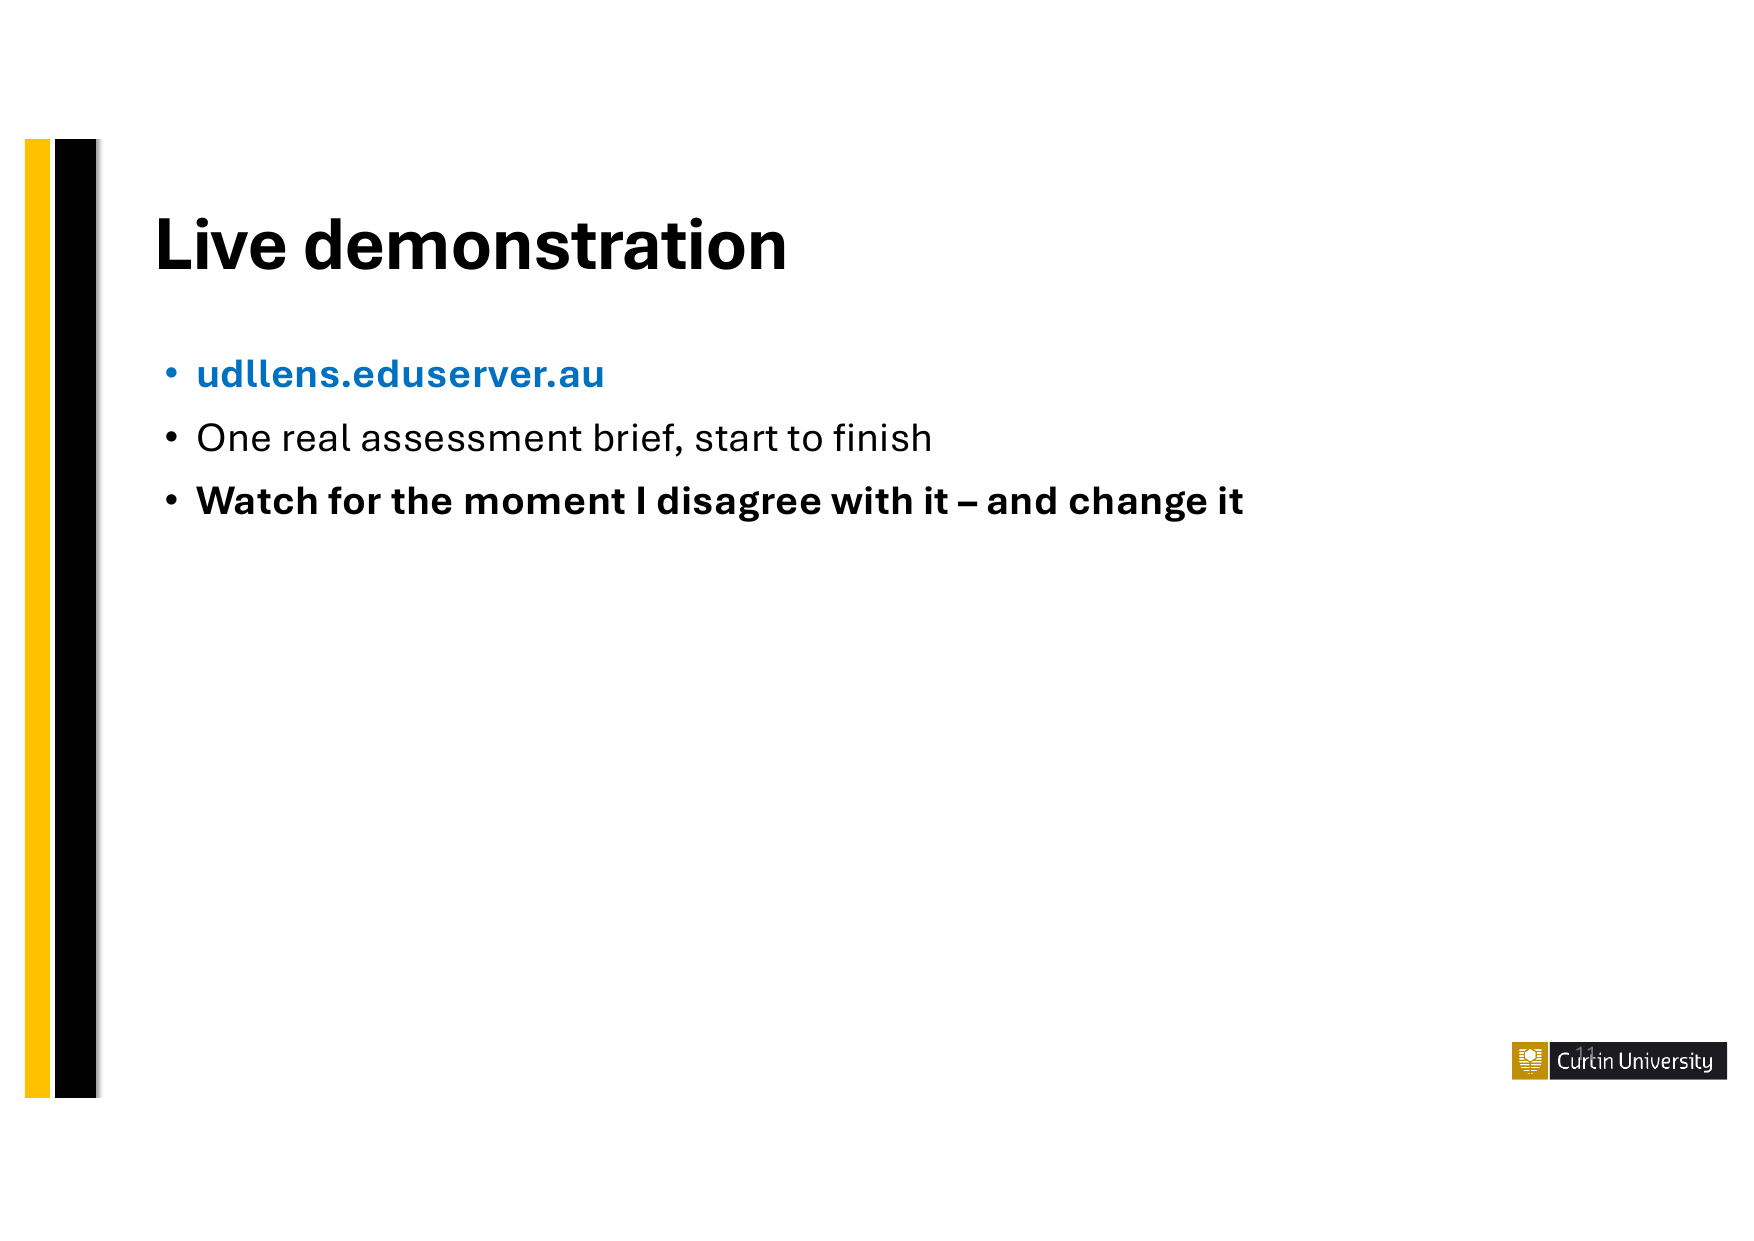 Live demonstration
• udllens.eduserver.au
• One real assessment brief, start to finish
• Watch for the moment I disagree with it – and change it
11
Curtin University